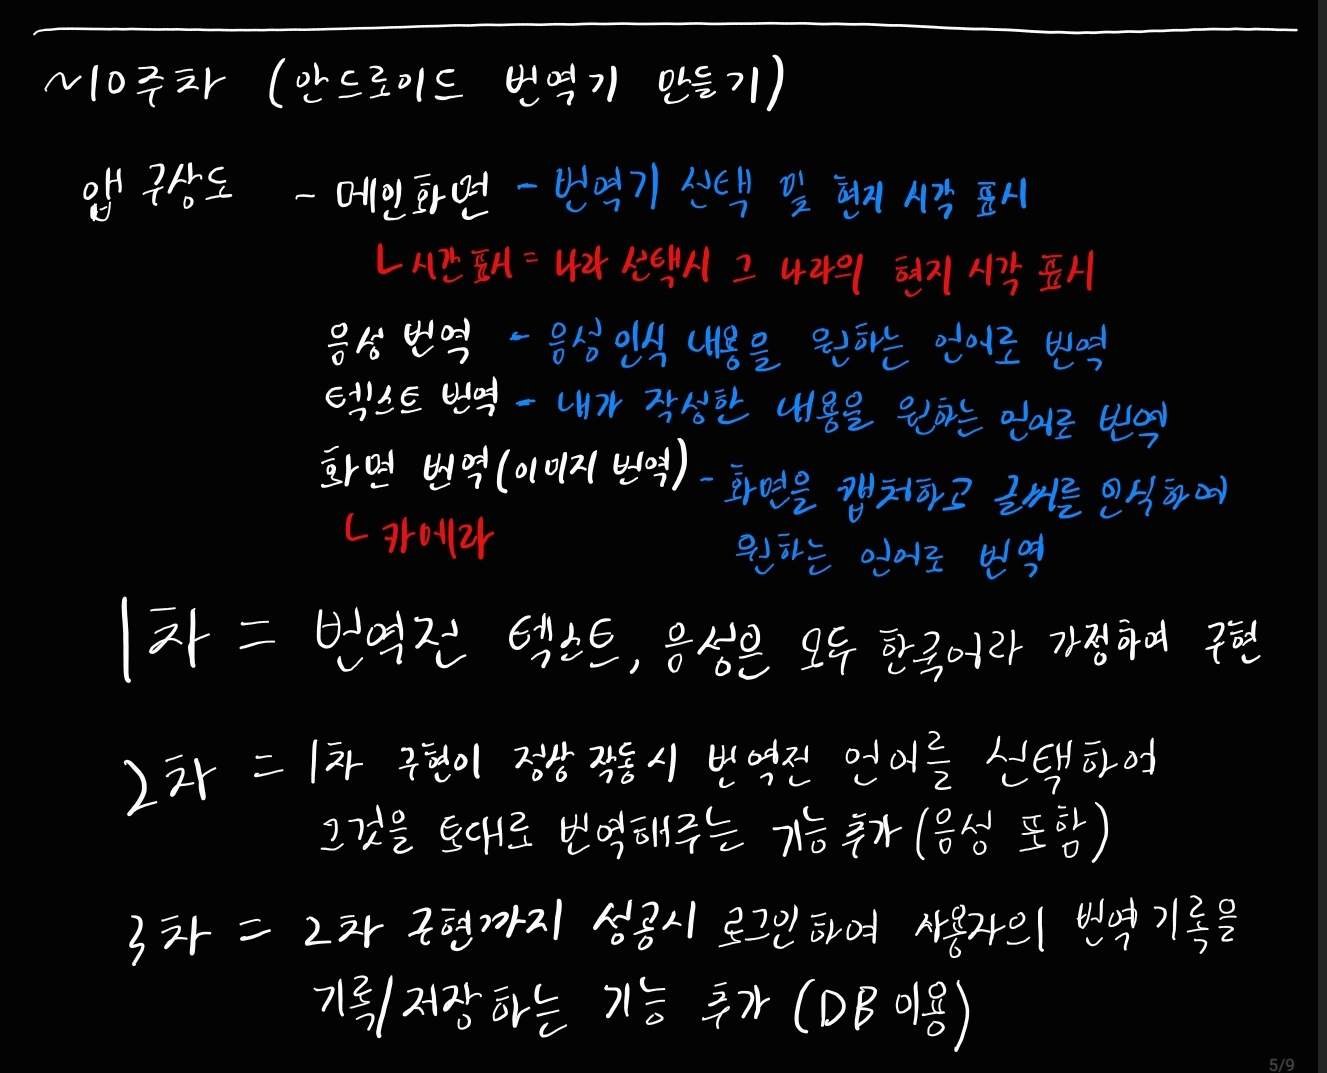 ~10주차 (안드로이드 번역기 만들기)
앱 구상도 - 메인화면 - 번역기 선택 및 현지 시각 표시
ㄴ시간표시 = 나라 선택시 그 나라의 현지 시각 표시
음성 번역 - 음성 인식 내용을 원하는 언어로 번역
텍스트 번역 - 내가 작성한 내용을 원하는 언어로 번역
화면 번역(이미지 번역) - 화면을 캡처하고 글씨를 인식하여
ㄴ카메라 원하는 언어로 번역
1차 = 번역전 텍스트, 음성은 모두 한국어라 가정하여 구현
2차 = 1차 구현이 정상 작동시 번역전 언어를 선택하여
그것을 토대로 번역해주는 기능 추가 (음성 포함)
3차 = 2차 구현까지 성공시 로그인하여 사용자의 번역 기록을
기록/저장하는 기능 추가 (DB 이용)
5/9